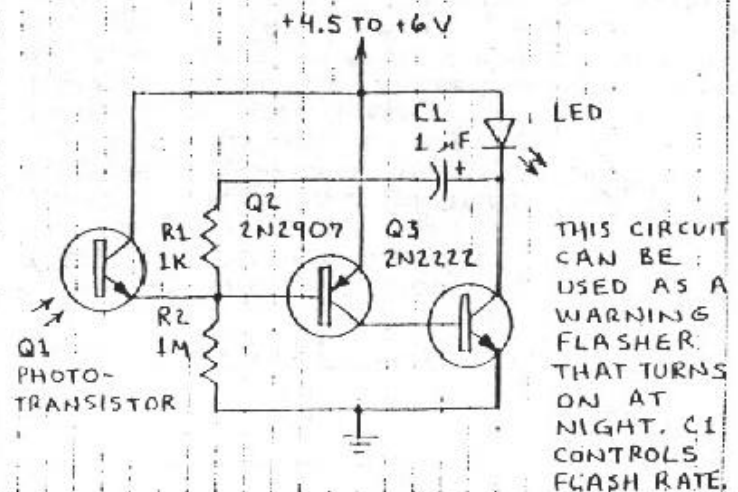 +4.5 TO +6V
C1
1 µF
+
LED
Q2
2N2907
R1
1K
Q3
2N2222
R2
1M
Q1
PHOTO-
TRANSISTOR
THIS CIRCUIT
CAN BE
USED AS A
WARNING
FLASHER
THAT TURNS
ON AT
NIGHT. C1
CONTROLS
FLASH RATE.